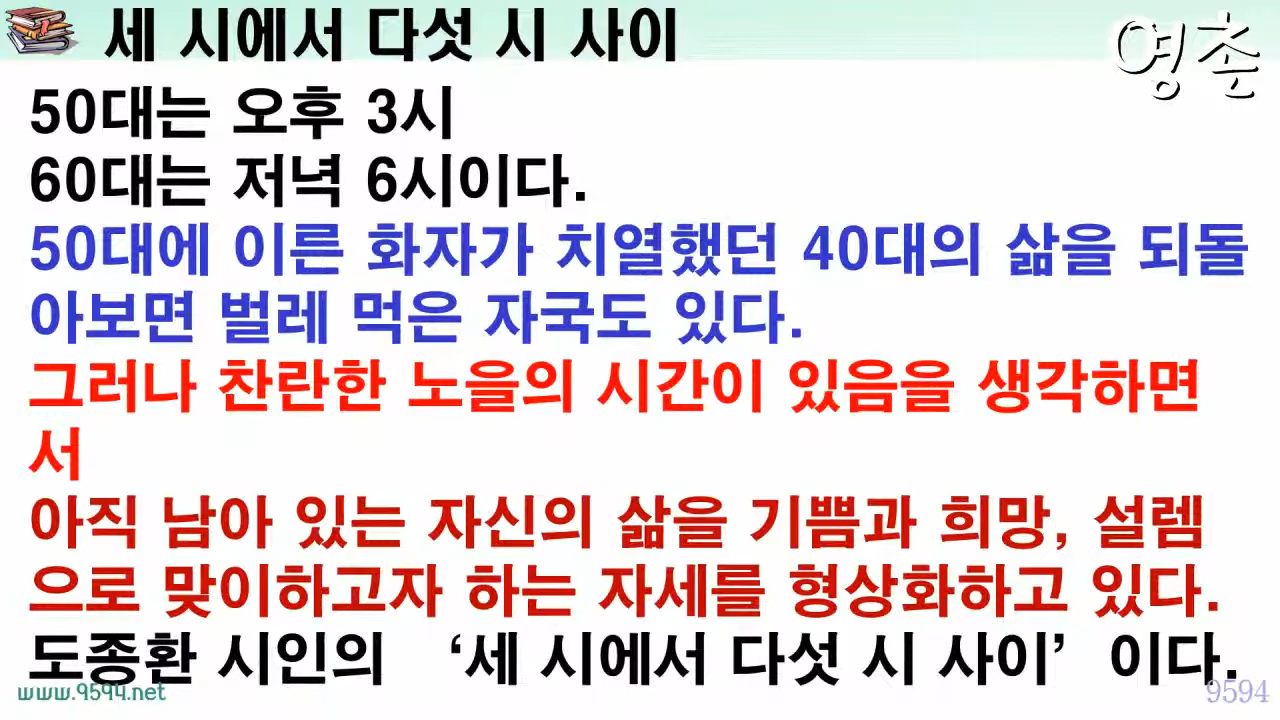 세 시에서 다섯 시 사이
영촌
50대는 오후 3시
60대는 저녁 6시이다.
50대에 이른 화자가 치열했던 40대의 삶을 되돌
아보면 벌레 먹은 자국도 있다.
그러나 찬란한 노을의 시간이 있음을 생각하면
서
아직 남아 있는 자신의 삶을 기쁨과 희망, 설렘
으로 맞이하고자 하는 자세를 형상화하고 있다.
도종환 시인의 ‘세 시에서 다섯 시 사이’이다.
www.9594.net
9594